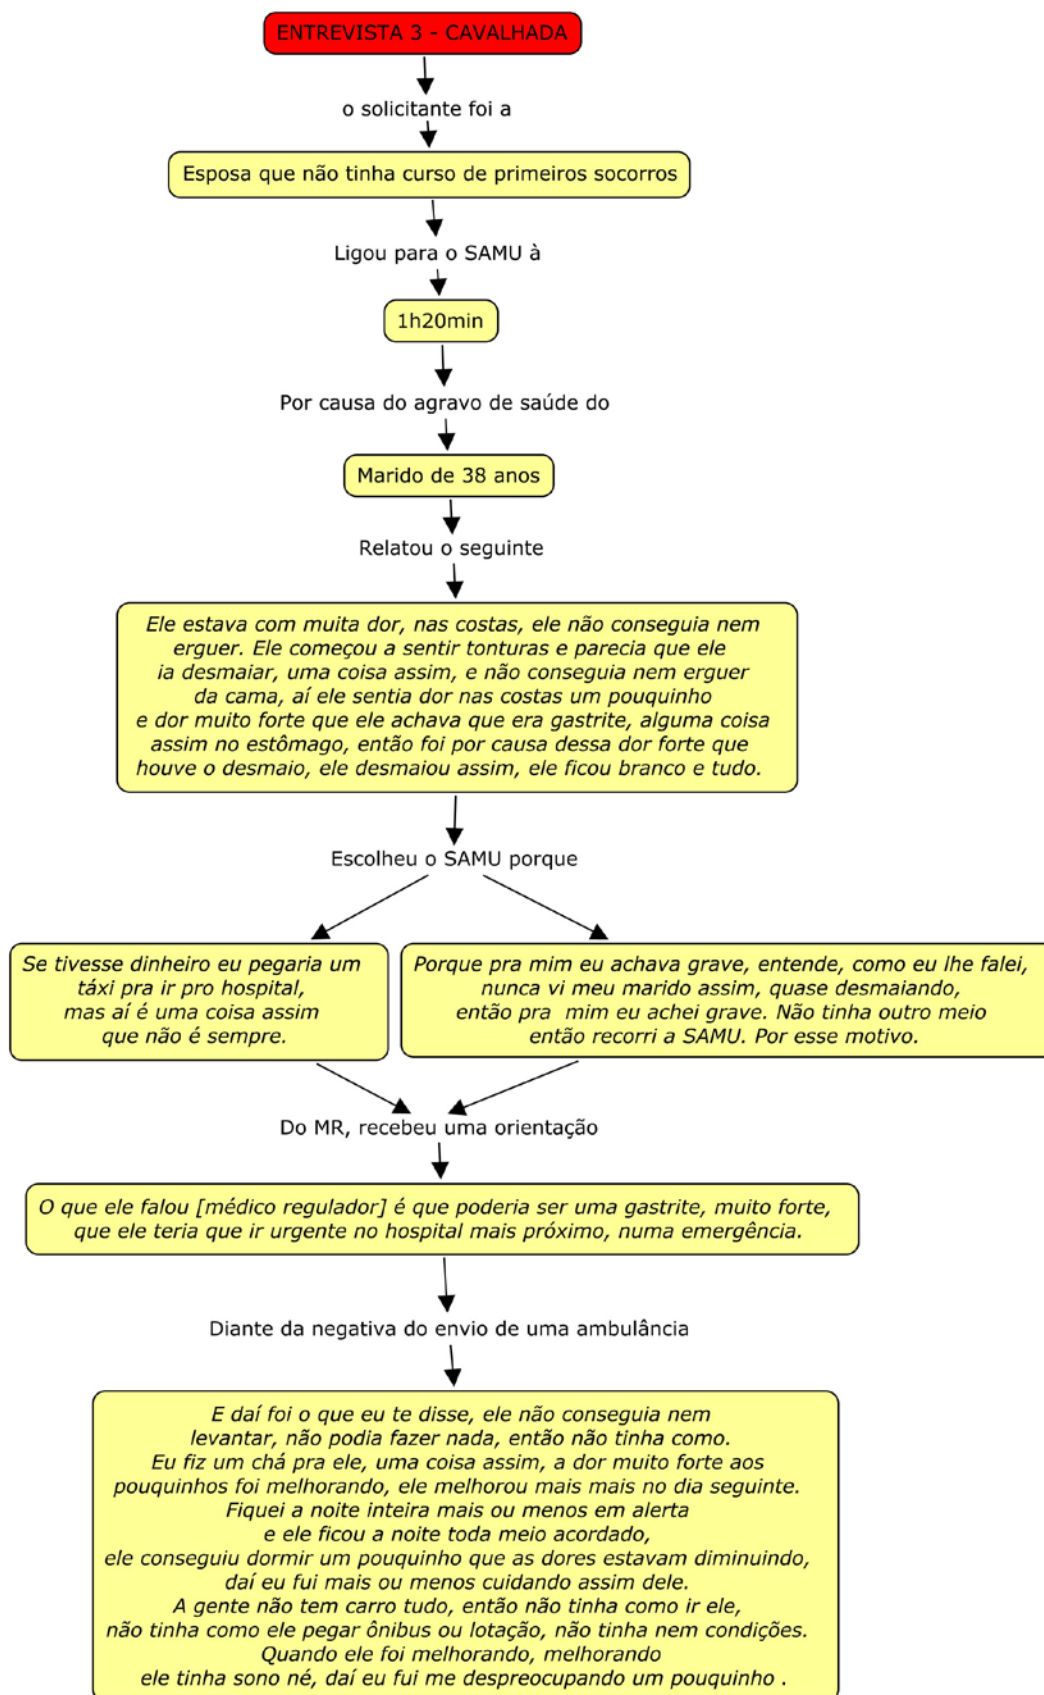 ENTREVISTA 3 - CAVALHADA
o solicitante foi a
Esposa que não tinha curso de primeiros socorros
Ligou para o SAMU à
1h20min
Por causa do agravo de saúde do
Marido de 38 anos
Relatou o seguinte
Ele estava com muita dor, nas costas, ele não conseguia nem
erguer. Ele começou a sentir tonturas e parecia que ele
ia desmaiar, uma coisa assim, e não conseguia nem erguer
da cama, aí ele sentia dor nas costas um pouquinho
e dor muito forte que ele achava que era gastrite, alguma coisa
assim no estômago, então foi por causa dessa dor forte que
houve o desmaio, ele desmaiou assim, ele ficou branco e tudo.
Escolheu o SAMU porque
Se tivesse dinheiro eu pegaria um
táxi pra ir pro hospital,
mas aí é uma coisa assim
que não é sempre.
Porque pra mim eu achava grave, entende, como eu lhe falei,
nunca vi meu marido assim, quase desmaiando,
então pra mim eu achei grave. Não tinha outro meio
então recorri a SAMU. Por esse motivo.
Do MR, recebeu uma orientação
O que ele falou [médico regulador] é que poderia ser uma gastrite, muito forte,
que ele teria que ir urgente no hospital mais próximo, numa emergência.
Diante da negativa do envio de uma ambulância
E daí foi o que eu te disse, ele não conseguia nem
levantar, não podia fazer nada, então não tinha como.
Eu fiz um chá pra ele, uma coisa assim, a dor muito forte aos
pouquinhos foi melhorando, ele melhorou mais mais no dia seguinte.
Fiquei a noite inteira mais ou menos em alerta
e ele ficou a noite toda meio acordado,
ele conseguiu dormir um pouquinho que as dores estavam diminuindo,
daí eu fui mais ou menos cuidando assim dele.
A gente não tem carro tudo, então não tinha como ir ele,
não tinha como ele pegar ônibus ou lotação, não tinha nem condições.
Quando ele foi melhorando, melhorando
ele tinha sono né, daí eu fui me despreocupando um pouquinho .